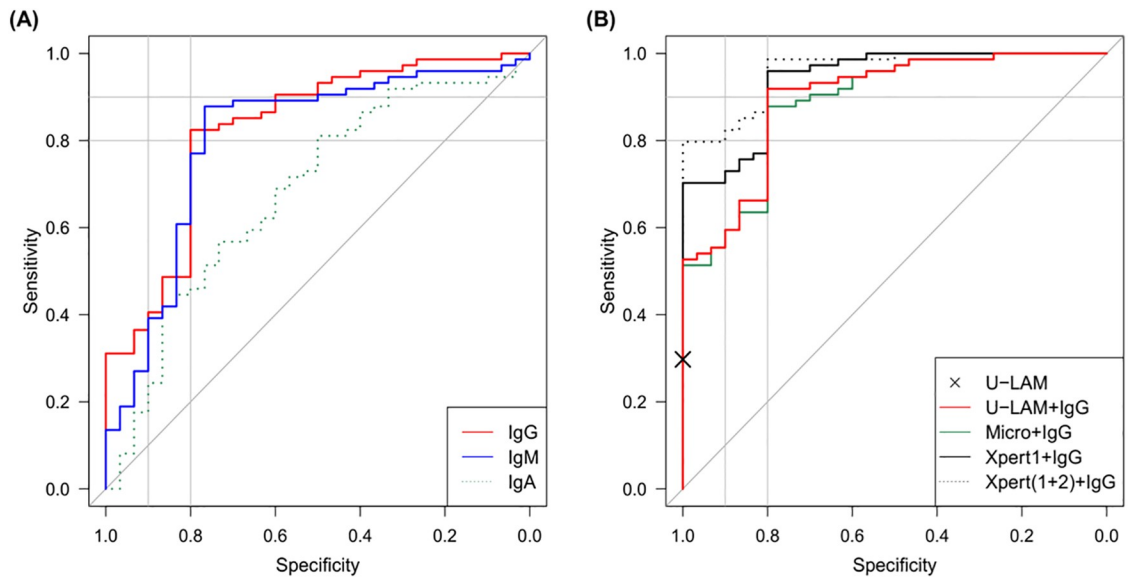 (A)
1.0
0.8
0.6
0.4
0.2
0.0
Sensitivity
1.0
0.8
0.6
0.4
0.2
0.0
Specificity
IgG
IgM
IgA
(B)
1.0
0.8
0.6
0.4
0.2
0.0
Sensitivity
1.0
0.8
0.6
0.4
0.2
0.0
Specificity
U−LAM
U−LAM+IgG
Micro+IgG
Xpert1+IgG
Xpert(1+2)+IgG